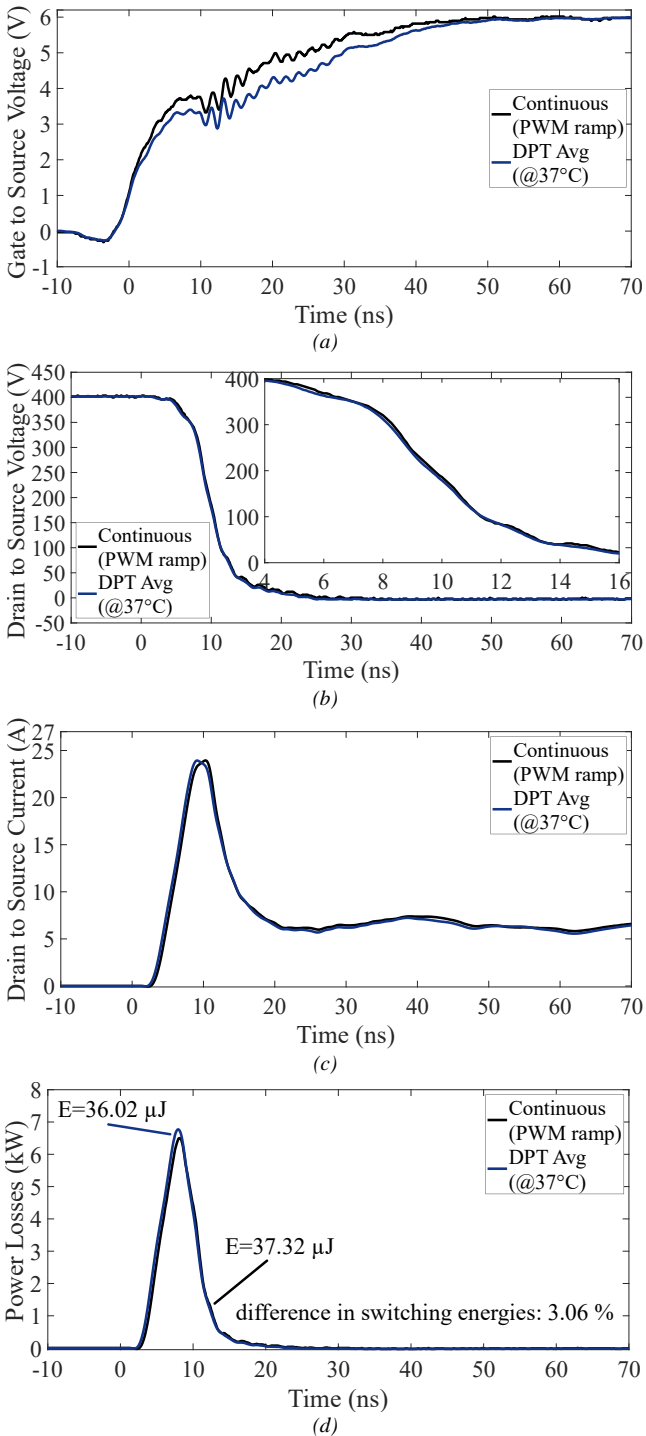 Gate to Source Voltage (V)
6
5
4
3
2
1
0
-1
Continuous
(PWM ramp)
DPT Avg
(@37°C)
-10 0 10 20 30 40 50 60 70
Time (ns)
(a)
Drain to Source Voltage (V)
450
400
350
300
250
200
150
100
50
0
-50
400
300
200
100
0
4 6 8 10 12 14 16
Continuous
(PWM ramp)
DPT Avg
(@37°C)
-10 0 10 20 30 40 50 60 70
Time (ns)
(b)
Drain to Source Current (A)
27
25
20
15
10
5
0
Continuous
(PWM ramp)
DPT Avg
(@37°C)
-10 0 10 20 30 40 50 60 70
Time (ns)
(c)
Power Losses (kW)
8
7
6
5
4
3
2
1
0
E=36.02 µJ
Continuous
(PWM ramp)
DPT Avg
(@37°C)
E=37.32 µJ
difference in switching energies: 3.06 %
-10 0 10 20 30 40 50 60 70
Time (ns)
(d)